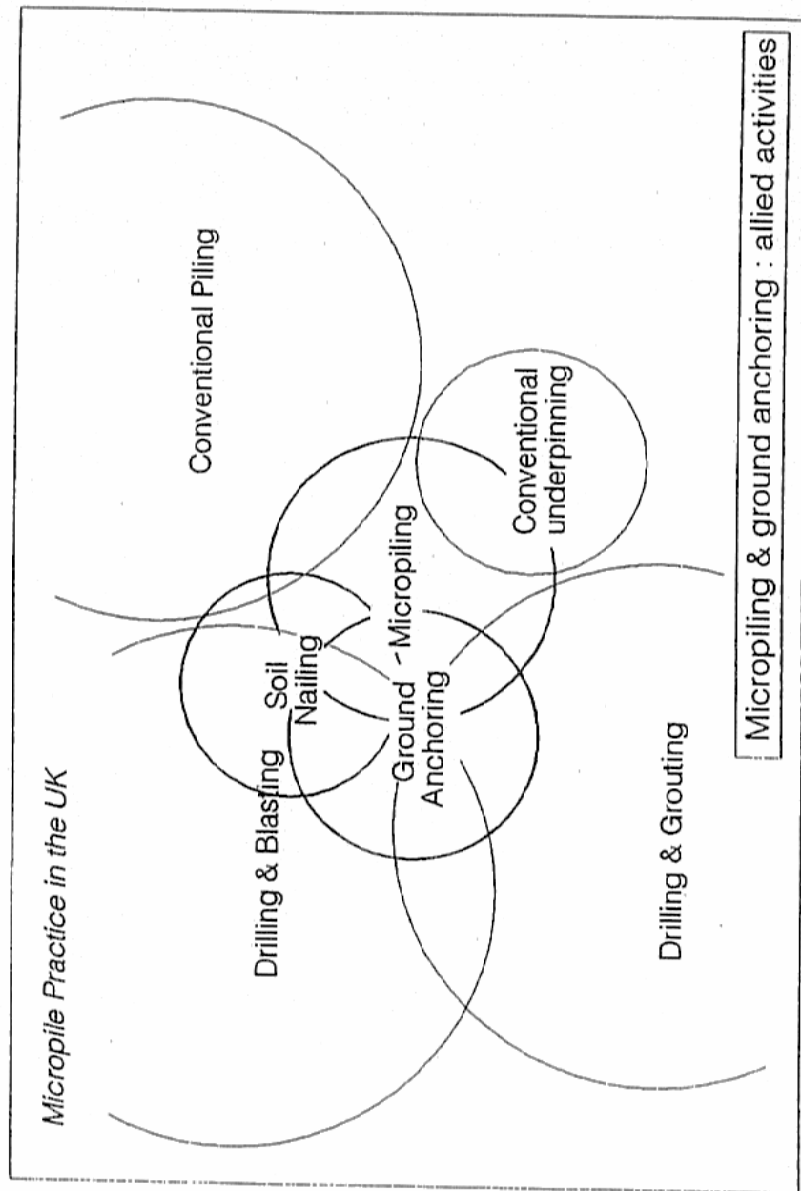 Micropile Practice in the UK
Conventional Piling
Drilling & Blasting
Soil
Nailing
Ground
Anchoring
Micropiling
Conventional
underpinning
Drilling & Grouting
Micropiling & ground anchoring : allied activities